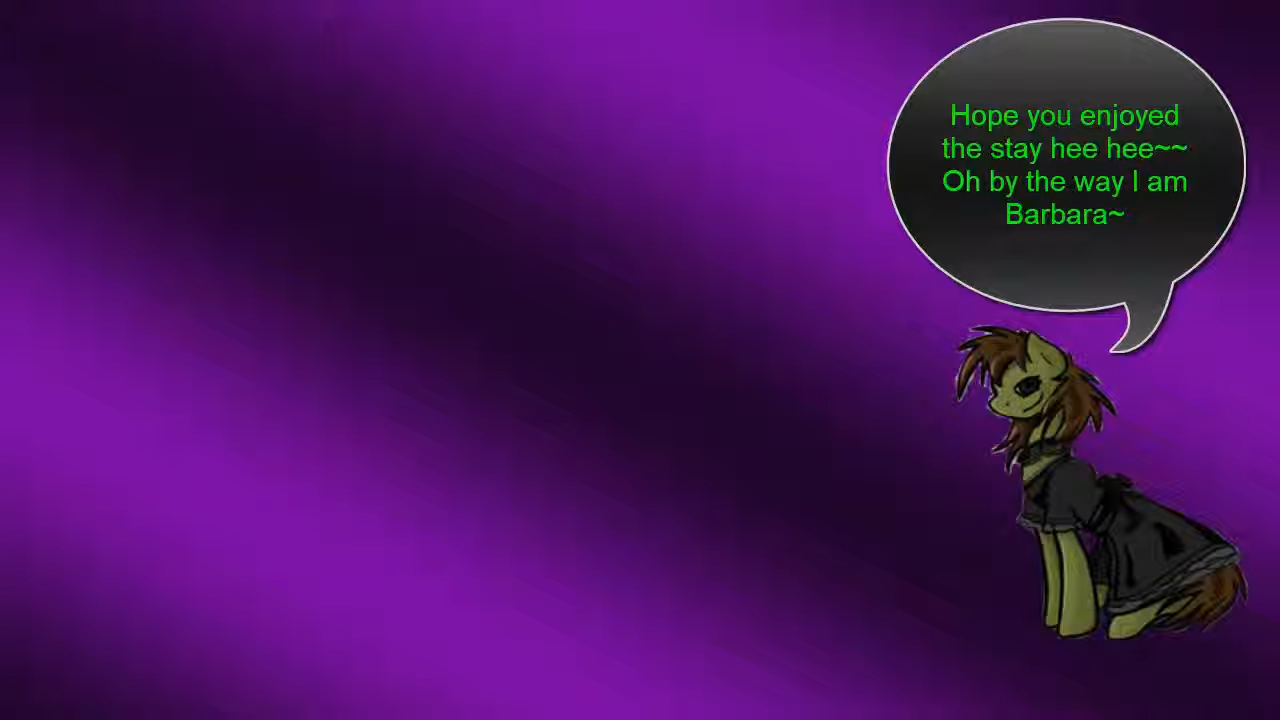 Hope you enjoyed
the stay hee hee~~
Oh by the way I am
Barbara~